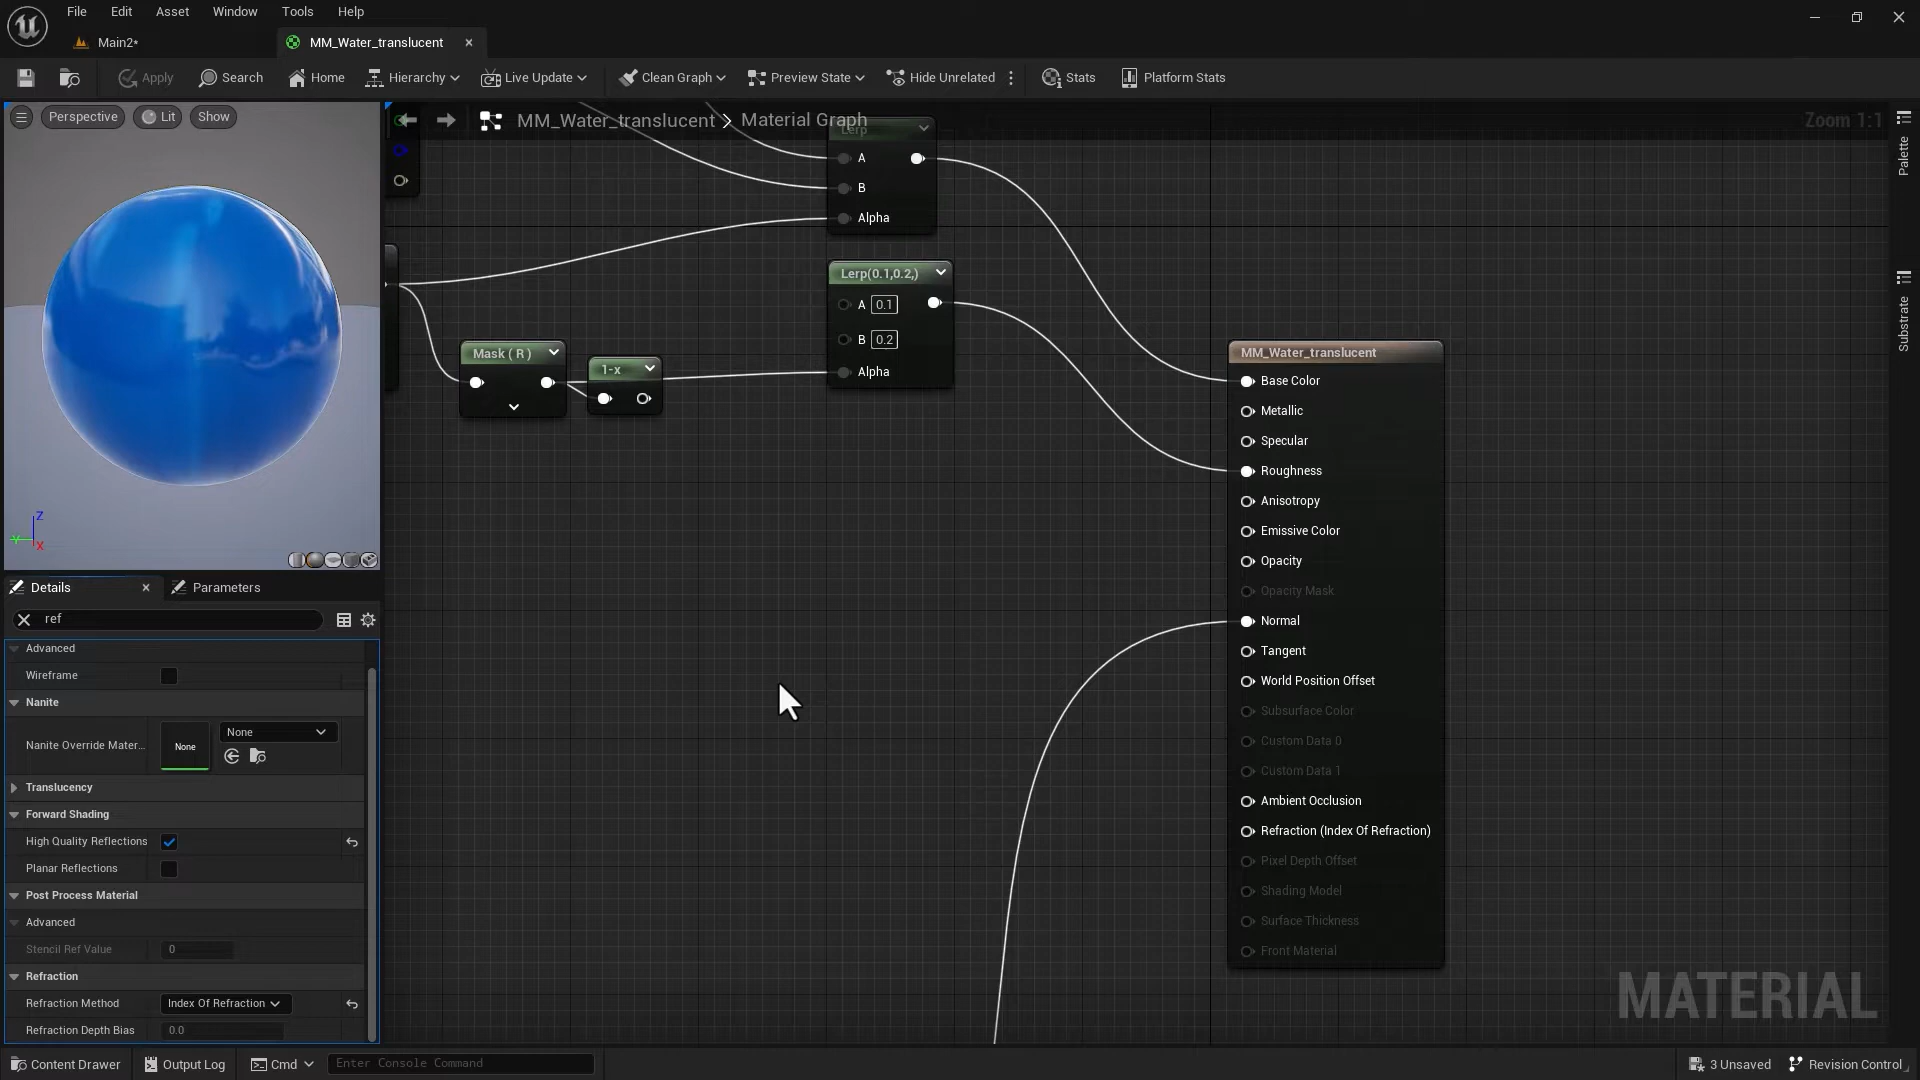 File Edit Asset Window Tools Help
Main2* MM_Water_translucent
Apply Search Home Hierarchy Live Update Clean Graph Preview State Hide Unrelated Stats Platform Stats
Perspective Lit Show
MM_Water_translucent > Material Graph
Zoom 1:1
Palette
Substrate
Lerp
A
B
Alpha
Lerp(0.1,0.2,)
A 0.1
B 0.2
Alpha
Mask ( R )
1-x
MM_Water_translucent
Base Color
Metallic
Specular
Roughness
Anisotropy
Emissive Color
Opacity
Opacity Mask
Normal
Tangent
World Position Offset
Subsurface Color
Custom Data 0
Custom Data 1
Ambient Occlusion
Refraction (Index Of Refraction)
Pixel Depth Offset
Shading Model
Surface Thickness
Front Material
MATERIAL
Z
Y
X
Details Parameters
ref
Advanced
Wireframe
Nanite
Nanite Override Mater... None None
Translucency
Forward Shading
High Quality Reflections
Planar Reflections
Post Process Material
Advanced
Stencil Ref Value 0
Refraction
Refraction Method Index Of Refraction
Refraction Depth Bias 0.0
Content Drawer Output Log Cmd Enter Console Command 3 Unsaved Revision Control